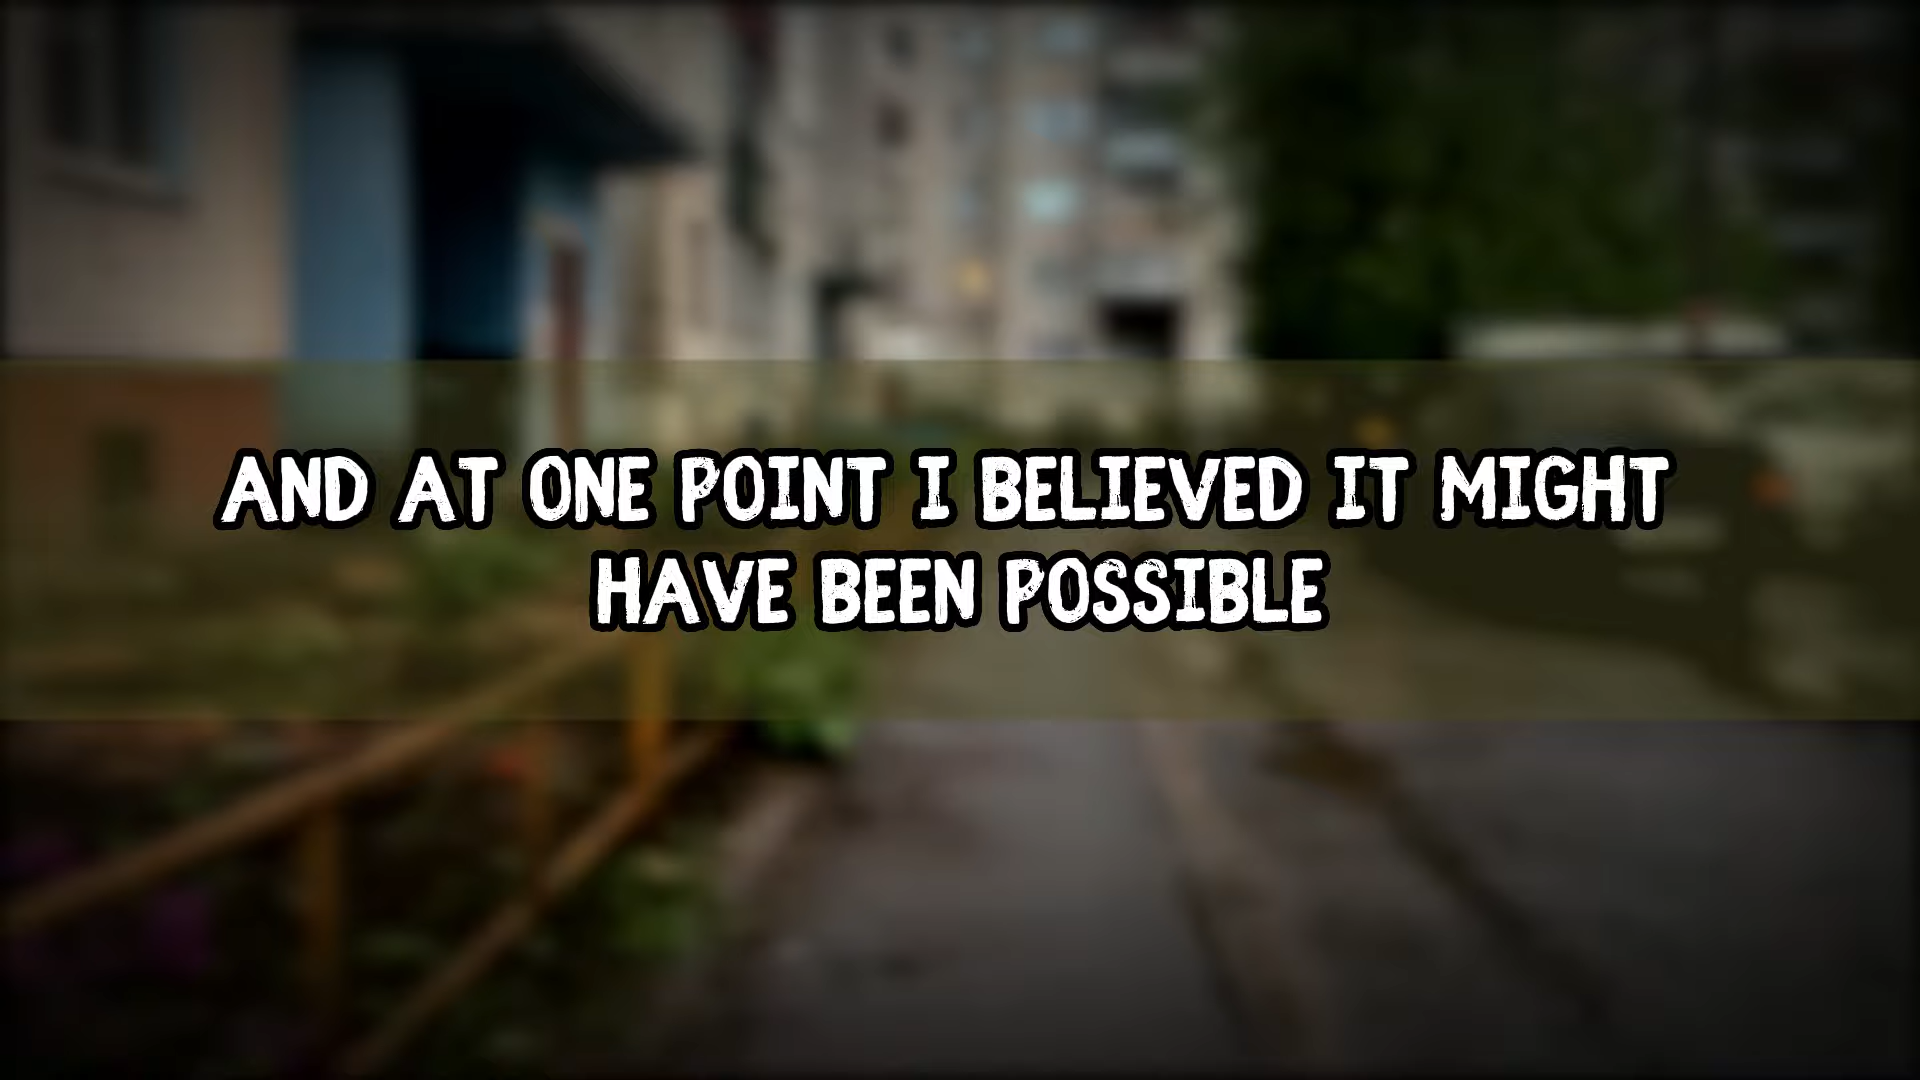 AND AT ONE POINT I BELIEVED IT MIGHT
HAVE BEEN POSSIBLE